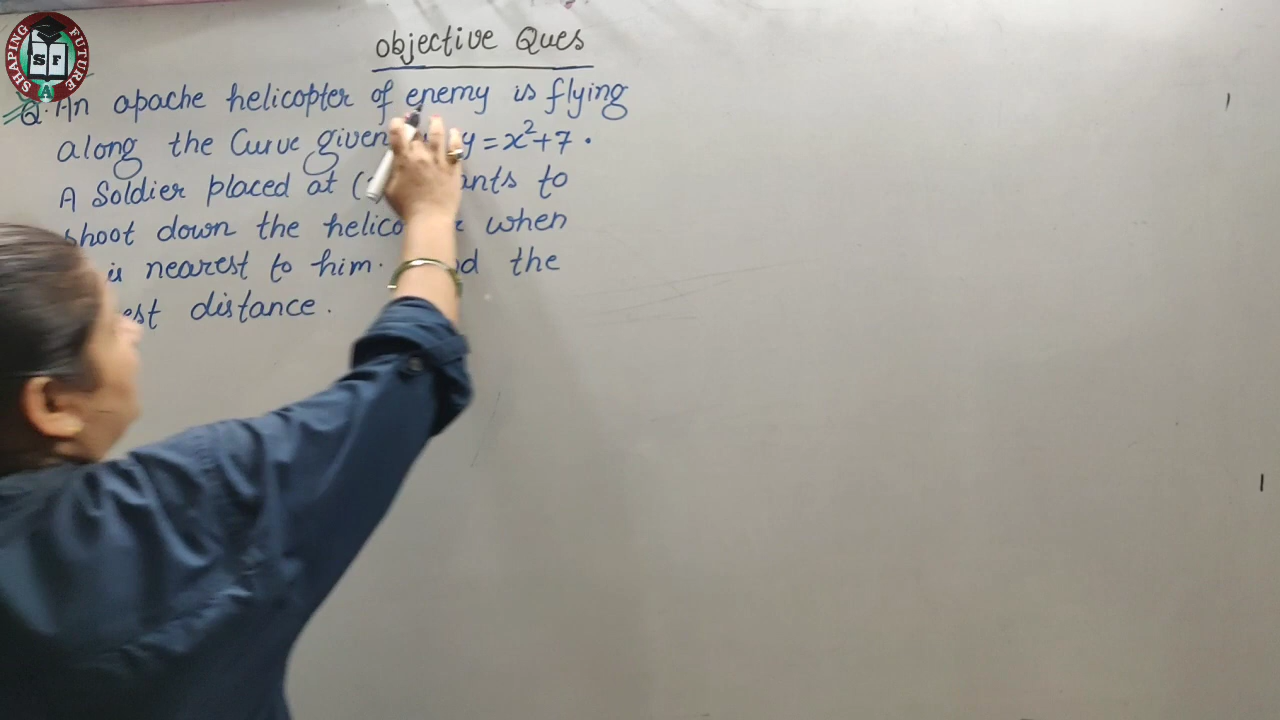 SHAPING FUTURE
S F
A
Objective Ques
Q. An apache helicopter of enemy is flying
along the Curve given y = x²+7.
A Soldier placed at ( ants to
shoot down the helico when
is nearest to him. d the
est distance.